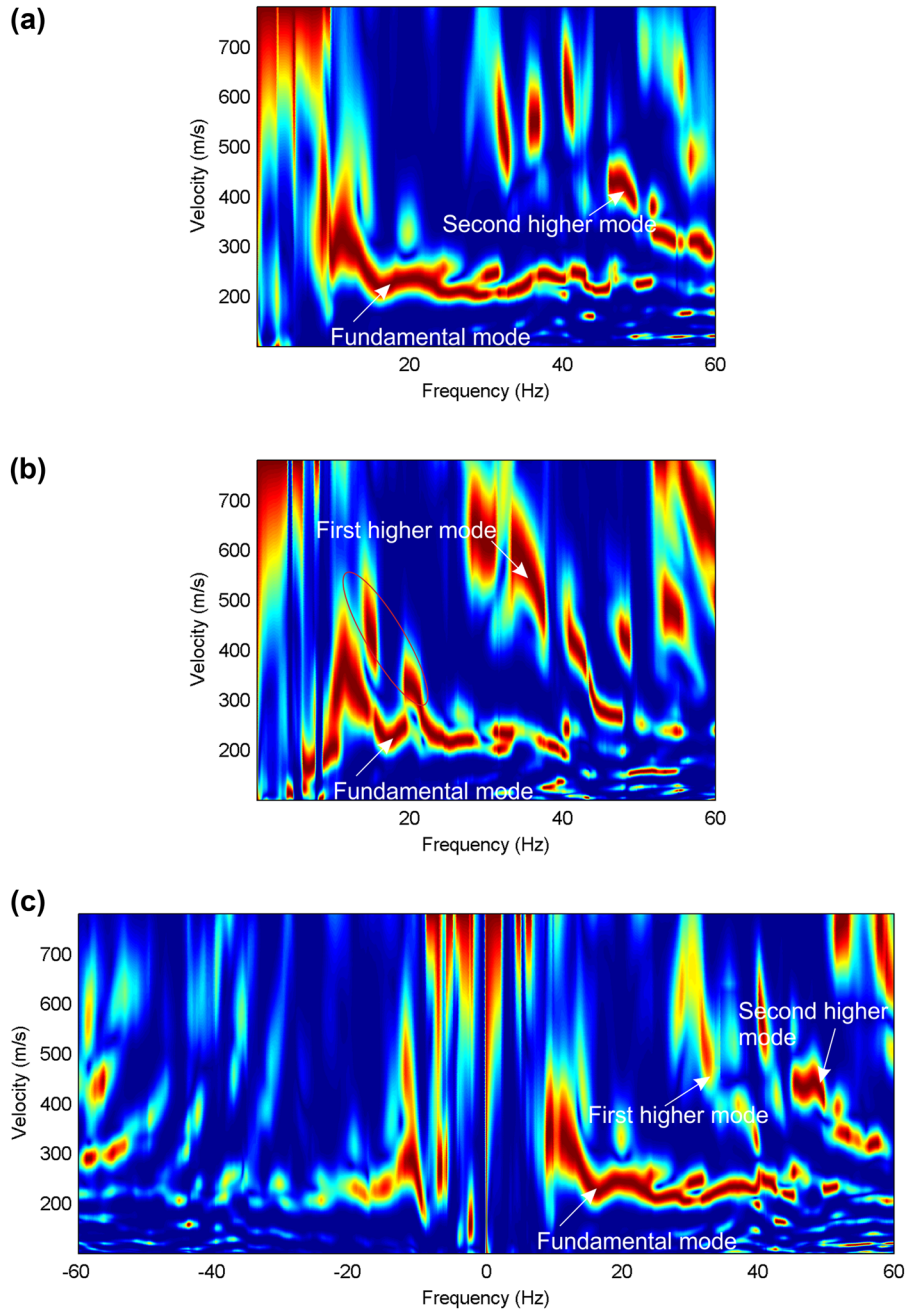 (a)
700
600
500
400
300
200
Velocity (m/s)
Second higher mode
Fundamental mode
20
40
60
Frequency (Hz)
(b)
700
600
500
400
300
200
Velocity (m/s)
First higher mode
Fundamental mode
20
40
60
Frequency (Hz)
(c)
700
600
500
400
300
200
Velocity (m/s)
Second higher
mode
First higher mode
Fundamental mode
-60
-40
-20
0
20
40
60
Frequency (Hz)